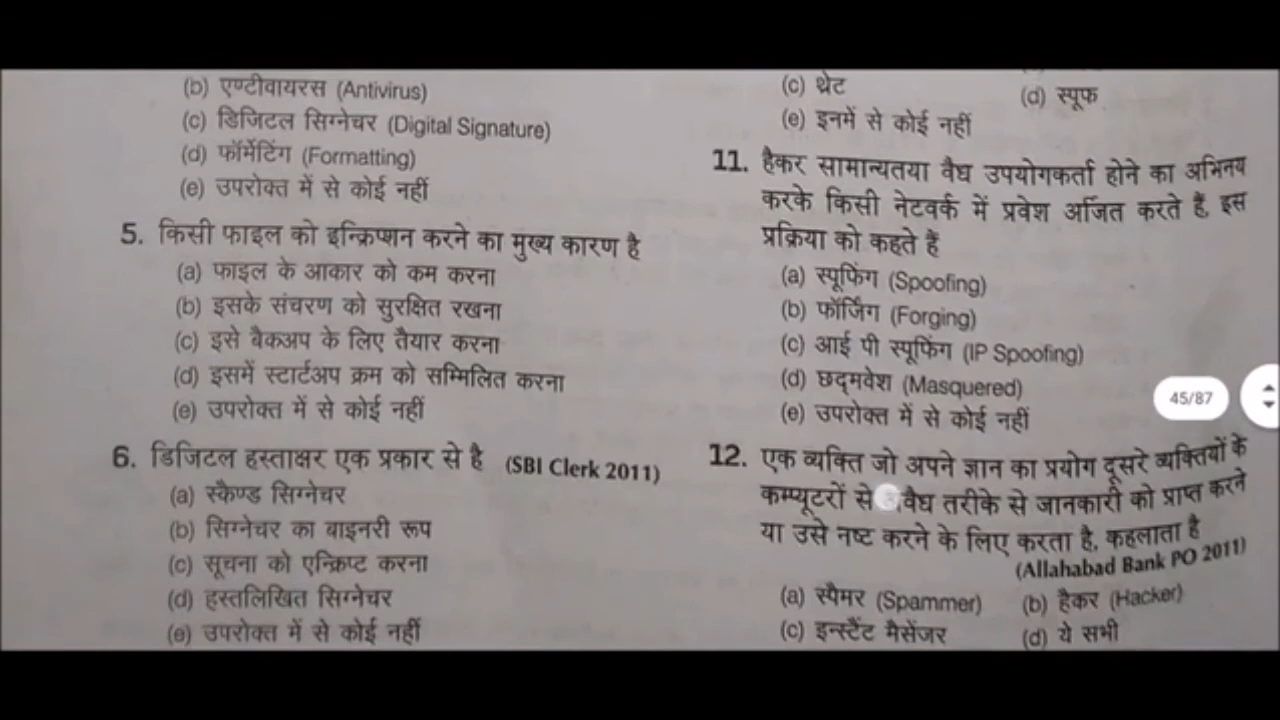 (b) एण्टीवायरस (Antivirus)
(c) डिजिटल सिग्नेचर (Digital Signature)
(d) फॉर्मेटिंग (Formatting)
(e) उपरोक्त में से कोई नहीं
5. किसी फाइल को इन्क्रिप्शन करने का मुख्य कारण है
(a) फाइल के आकार को कम करना
(b) इसके संचरण को सुरक्षित रखना
(c) इसे बैकअप के लिए तैयार करना
(d) इसमें स्टार्टअप क्रम को सम्मिलित करना
(e) उपरोक्त में से कोई नहीं
6. डिजिटल हस्ताक्षर एक प्रकार से है (SBI Clerk 2011)
(a) स्कैण्ड सिग्नेचर
(b) सिग्नेचर का बाइनरी रूप
(c) सूचना को एन्क्रिप्ट करना
(d) हस्तलिखित सिग्नेचर
(e) उपरोक्त में से कोई नहीं
(c) थ्रेट
(d) स्पूफ
(e) इनमें से कोई नहीं
11. हैकर सामान्यतया वैध उपयोगकर्ता होने का अभिनय
करके किसी नेटवर्क में प्रवेश अर्जित करते हैं, इस
प्रक्रिया को कहते हैं
(a) स्पूफिंग (Spoofing)
(b) फॉर्जिंग (Forging)
(c) आई पी स्पूफिंग (IP Spoofing)
(d) छद्मवेश (Masquered)
(e) उपरोक्त में से कोई नहीं
12. एक व्यक्ति जो अपने ज्ञान का प्रयोग दूसरे व्यक्तियों के
कम्प्यूटरों से वैध तरीके से जानकारी को प्राप्त करने
या उसे नष्ट करने के लिए करता है, कहलाता है
(Allahabad Bank PO 2011)
(a) स्पैमर (Spammer) (b) हैकर (Hacker)
(c) इन्स्टैंट मैसेंजर (d) ये सभी
45/87